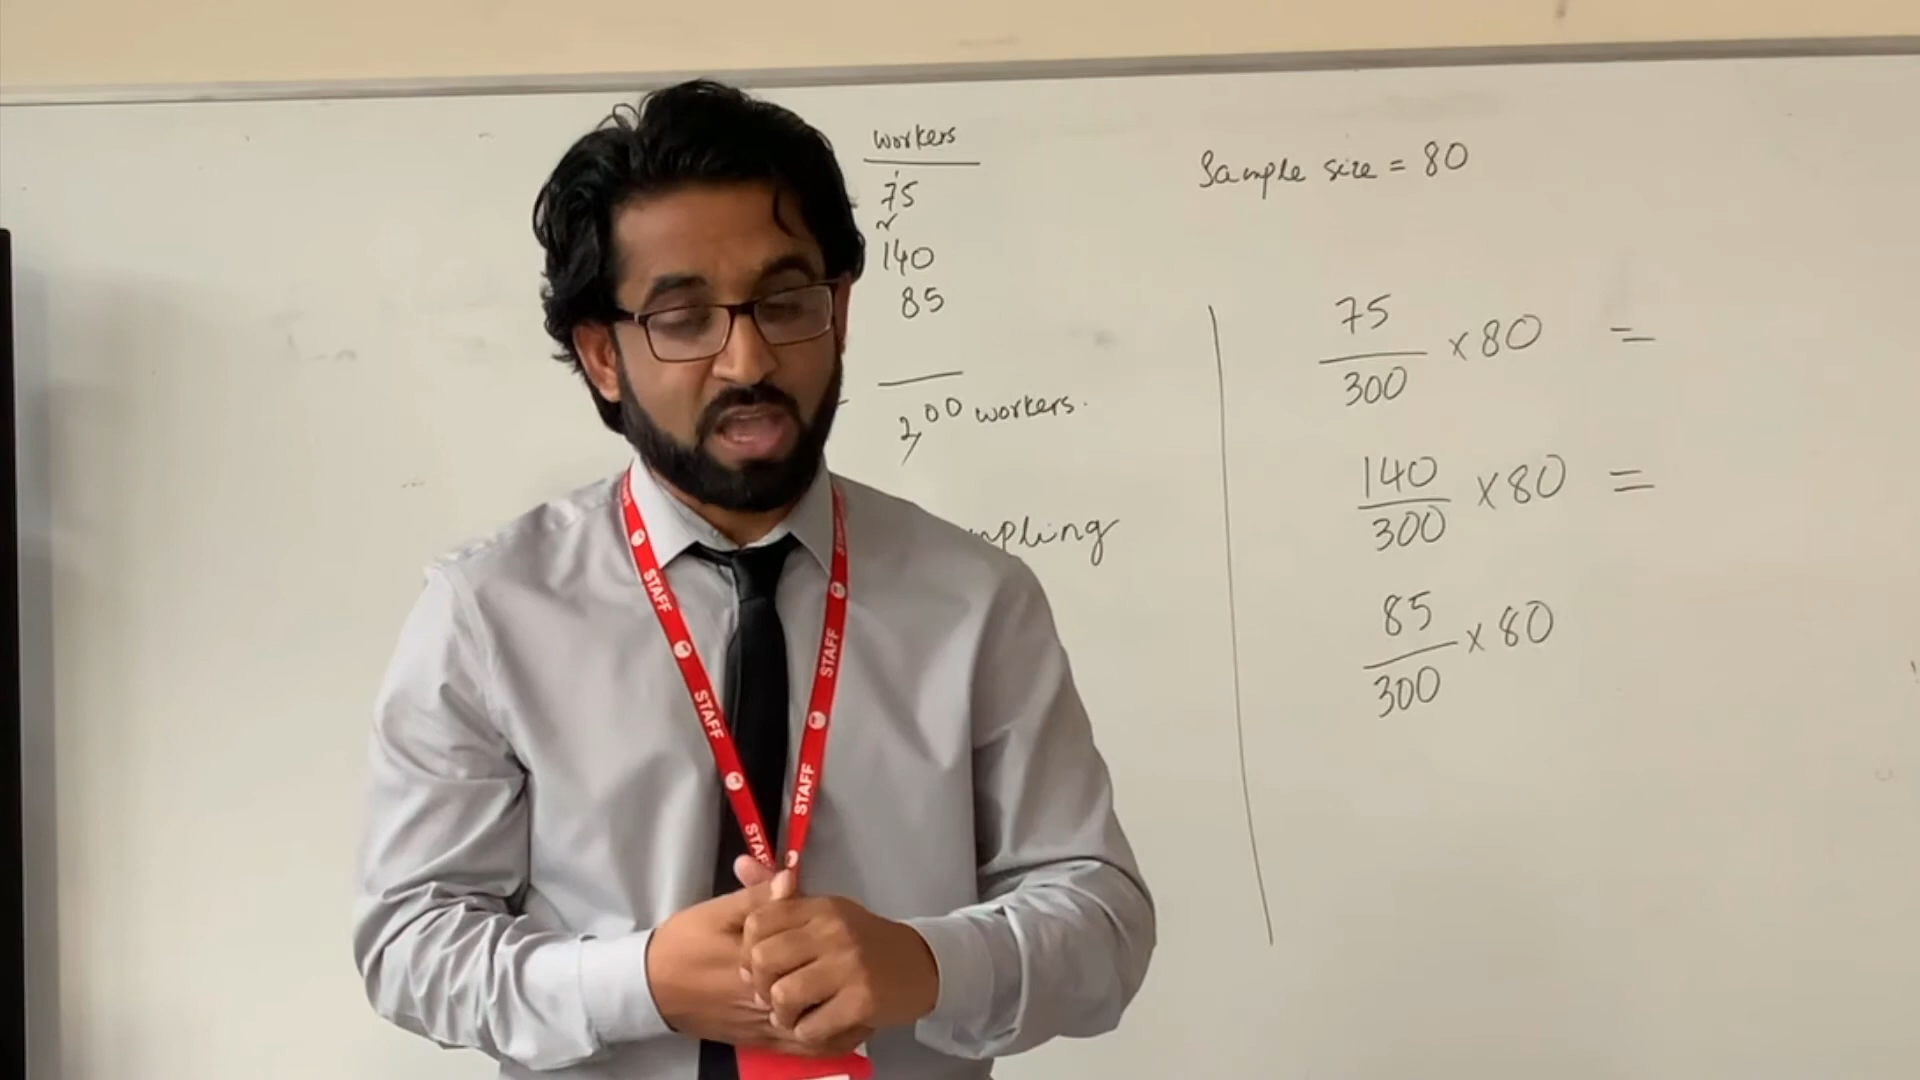 workers
75
140
85
300 workers.
mpling
Sample size = 80
75
300
× 80 =
140
300
× 80 =
85
300
× 80
STAFF
STAFF
STAFF
STAFF
STAFF